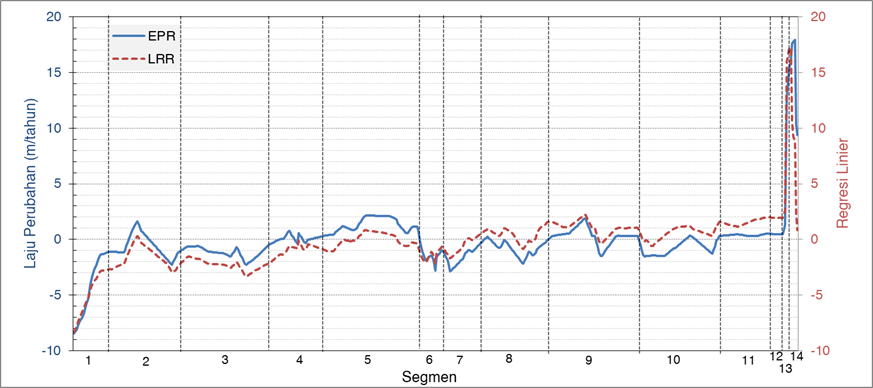 EPR
LRR
Laju Perubahan (m/tahun)
20
15
10
5
0
-5
-10
20
15
10
5
0
-5
-10
Regresi Linier
1 2 3 4 5 6 7 8 9 10 11 12 13 14
Segmen